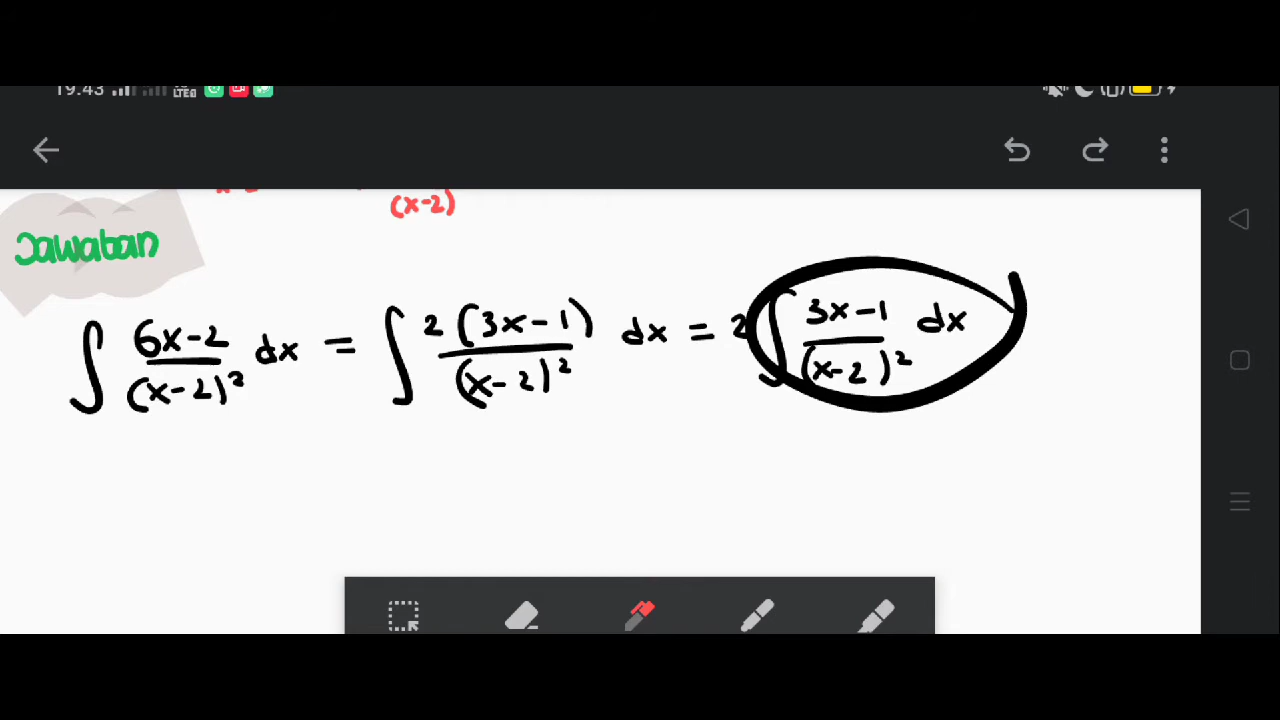 19.43
(x-2)
Jawaban
∫ 6x-2/(x-2)² dx = ∫ 2(3x-1)/(x-2)² dx = 2 ∫ 3x-1/(x-2)² dx